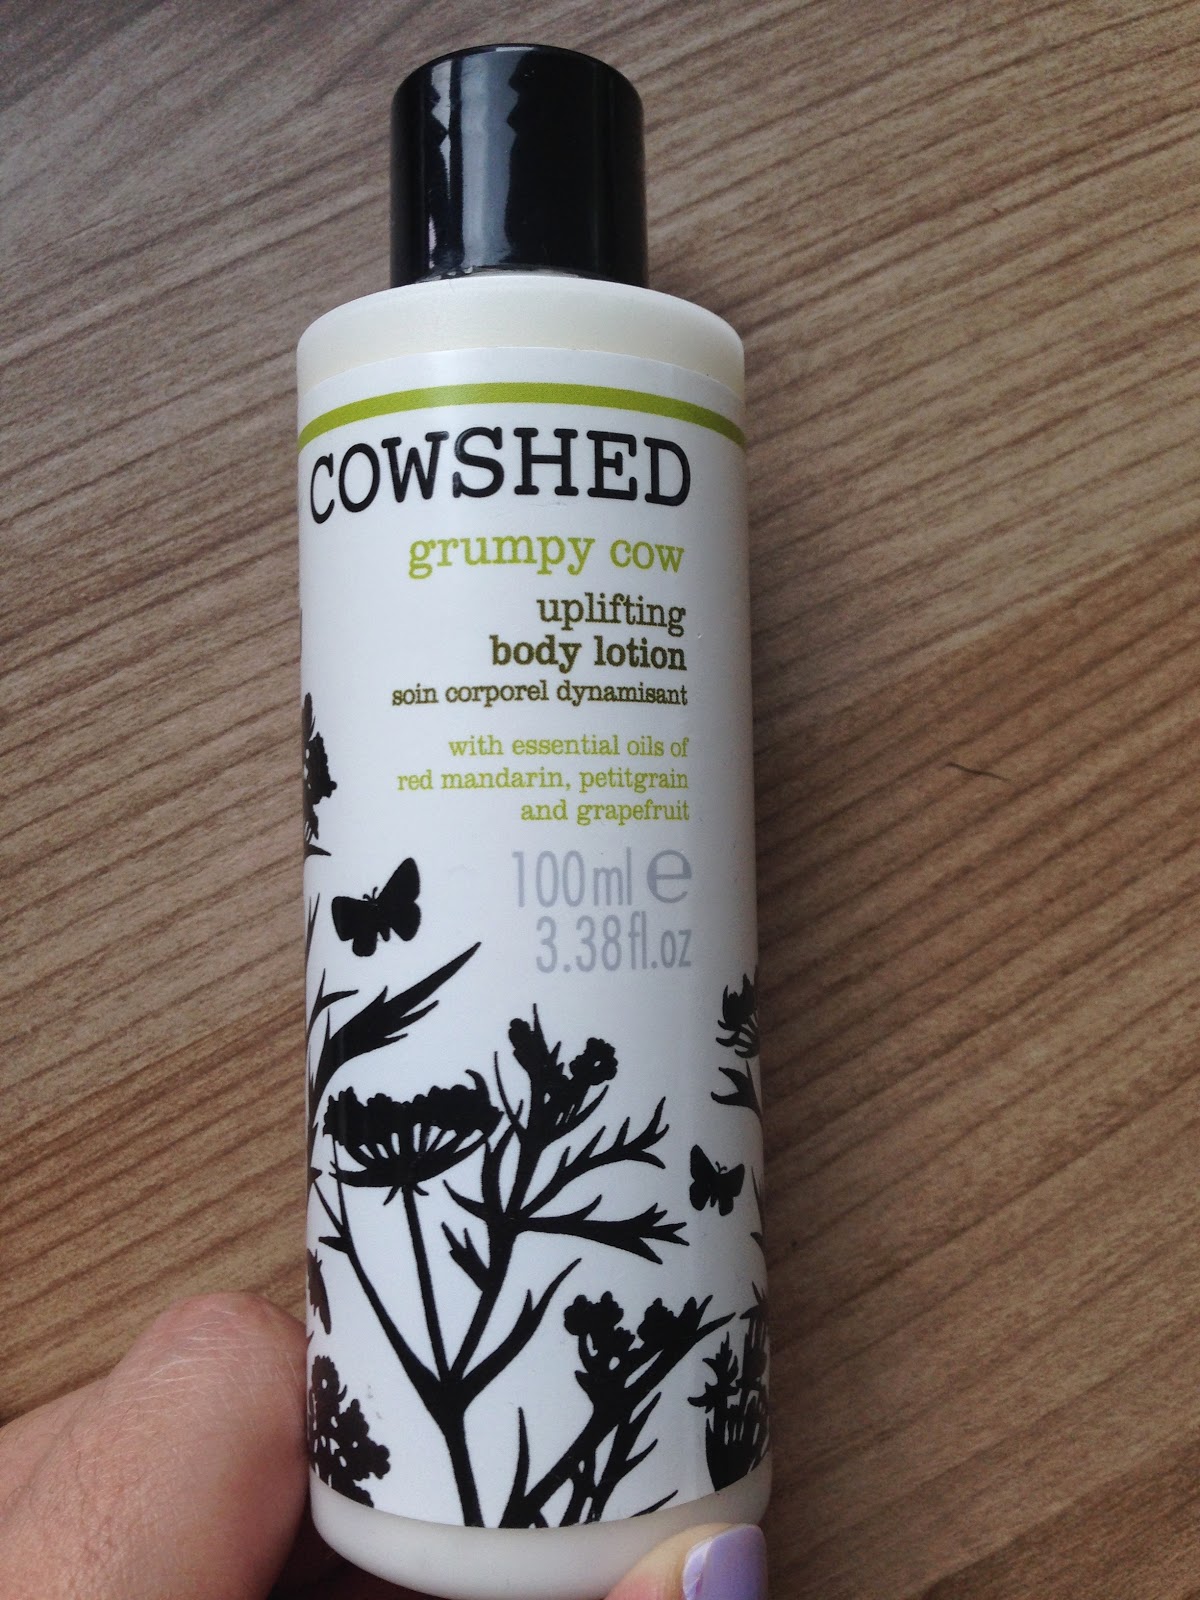 COWSHED
grumpy cow
uplifting
body lotion
soin corporel dynamisant
with essential oils of
red mandarin, petitgrain
and grapefruit
100ml ℮
3.38fl.oz